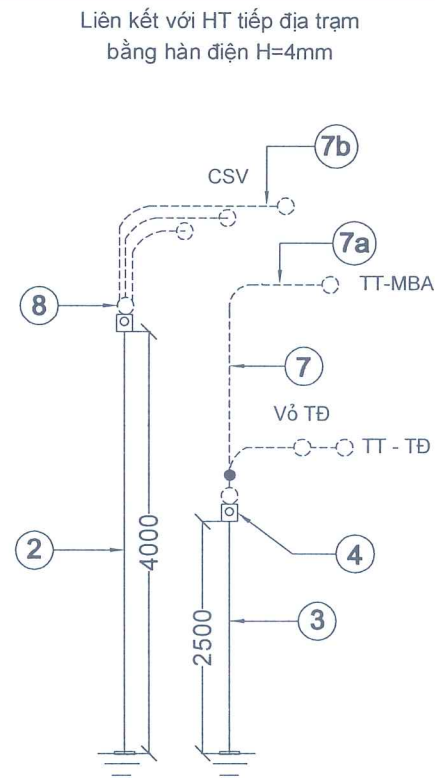 Liên kết với HT tiếp địa trạm
bằng hàn điện H=4mm
7b
CSV
7a
TT-MBA
8
7
Vỏ TĐ
TT - TĐ
2
4000
4
2500
3